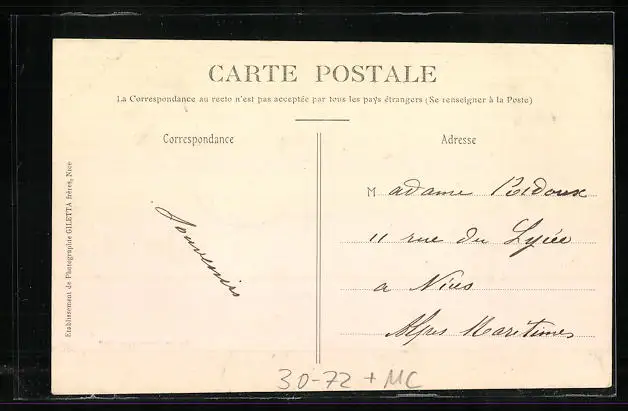 CARTE POSTALE
La Correspondance au recto n'est pas acceptée par tous les pays étrangers (Se renseigner à la Poste)
Correspondance
Adresse
Etablissement de Photographie GILETTA frères, Nice
Souvenirs
Madame
11 rue du Lycée
a Nice
Alpes Maritimes
30-72 + MC